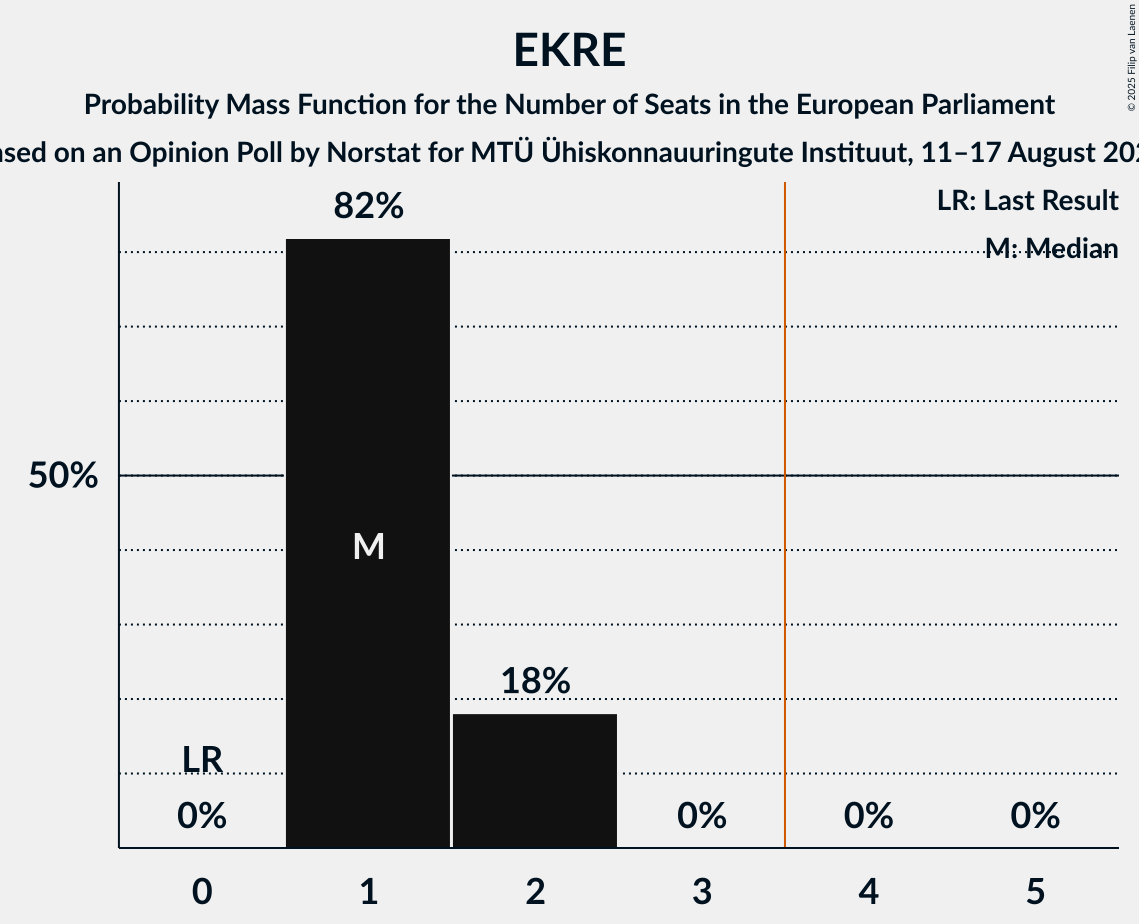 EKRE
Probability Mass Function for the Number of Seats in the European Parliament
on an Opinion Poll by Norstat for MTÜ Ühiskonnauuringute Instituut, 11–17 August
© 2025 Filip van Laenen
LR: Last Result
M: Median
82%
50%
M
18%
LR
0%
0%
0%
0%
0
1
2
3
4
5